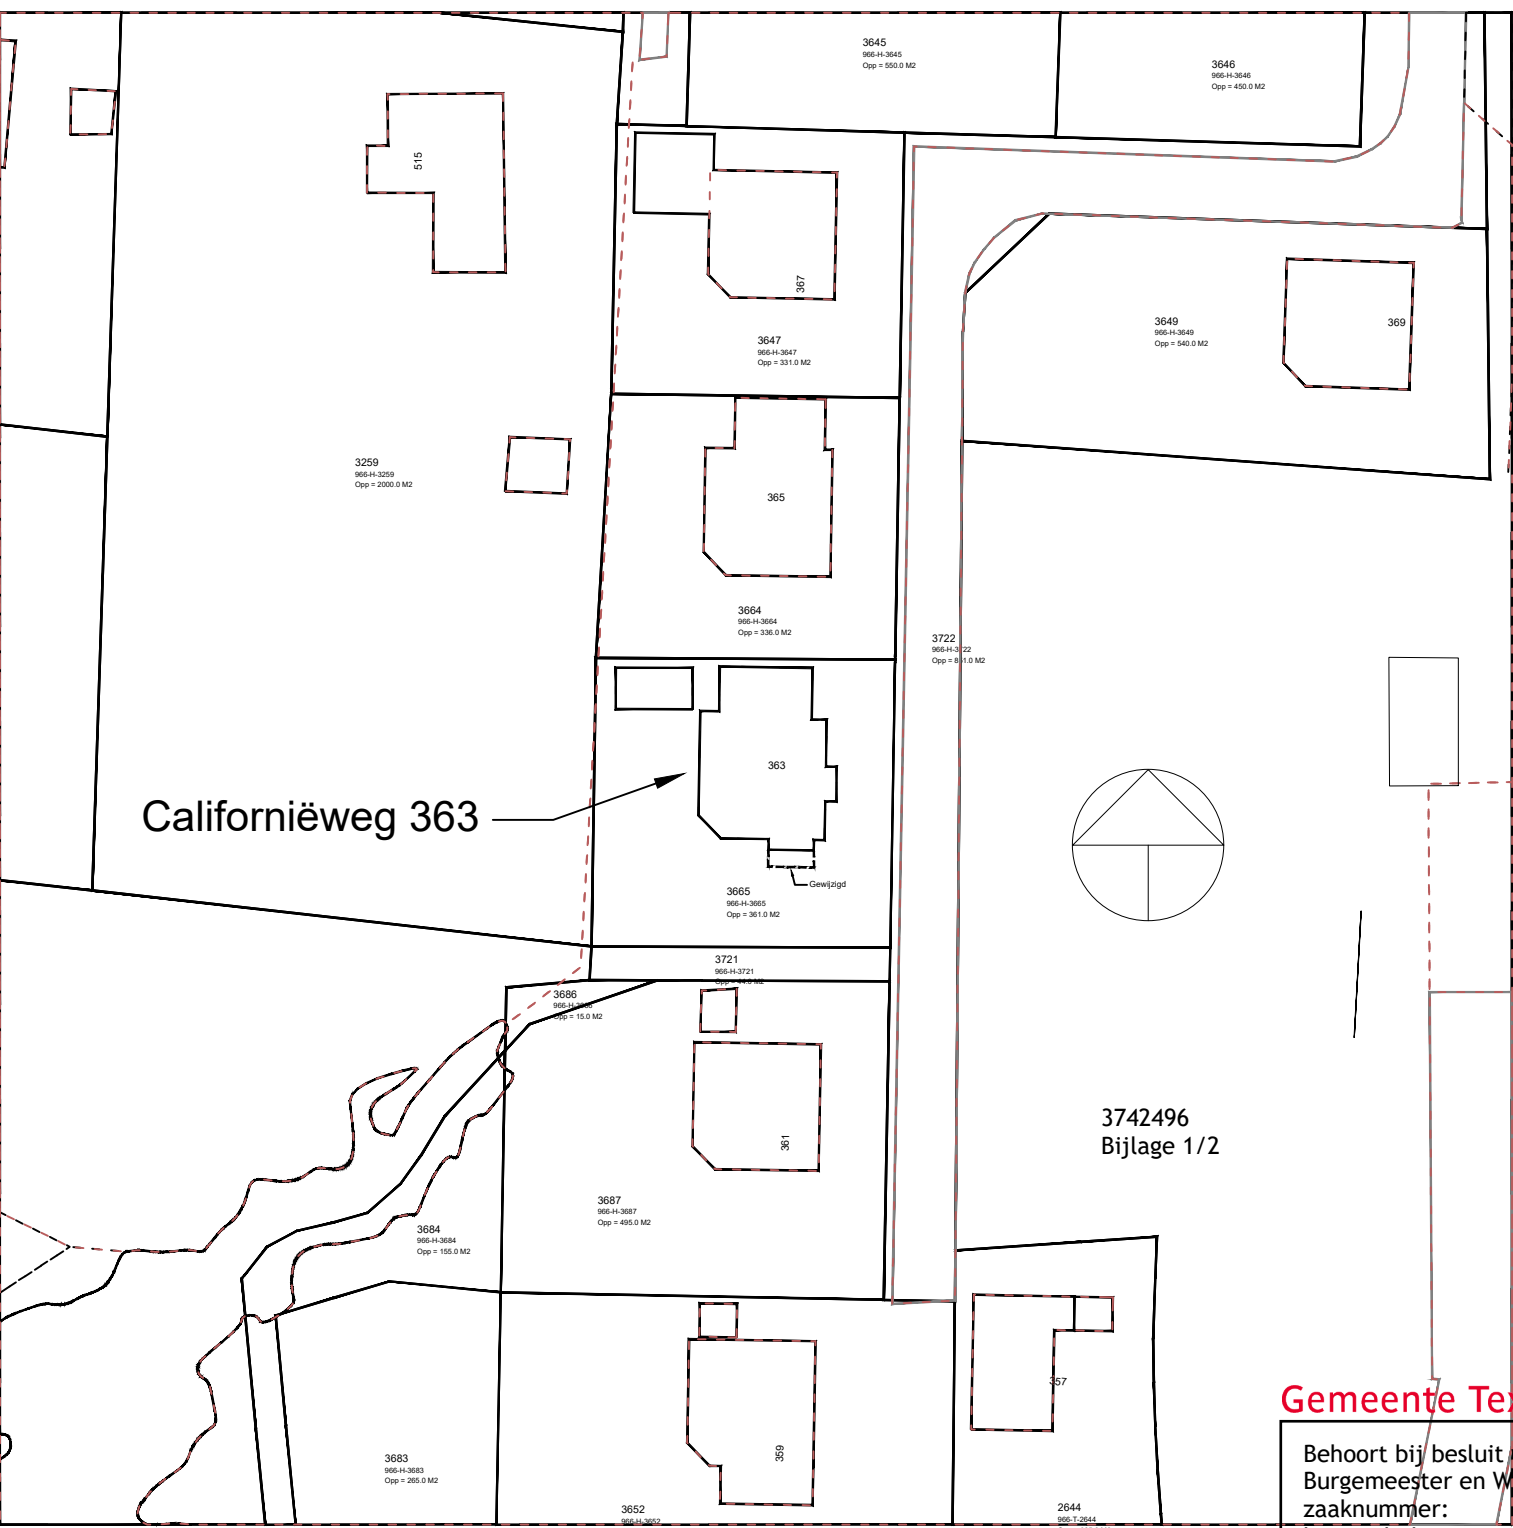 3645
966-H-3645
Opp = 550.0 M2
3646
966-H-3646
Opp = 450.0 M2
515
367
3647
966-H-3647
Opp = 331.0 M2
3649
966-H-3649
Opp = 540.0 M2
369
3259
966-H-3259
Opp = 2000.0 M2
365
3664
966-H-3664
Opp = 336.0 M2
3722
966-H-3722
M2
363
Californiëweg 363
Gewijzigd
3665
966-H-3665
Opp = 361.0 M2
3721
966-H-3721
3686
Opp = 15.0 M2
361
3742496
Bijlage 1/2
3687
966-H-3687
Opp = 495.0 M2
3684
966-H-3684
Opp = 155.0 M2
357
Gemeente
359
3683
966-H-3683
Opp = 265.0 M2
3652
966-H-3652
2644
966-T-2644
Behoort bij besluit
Burgemeester en
zaaknummer: